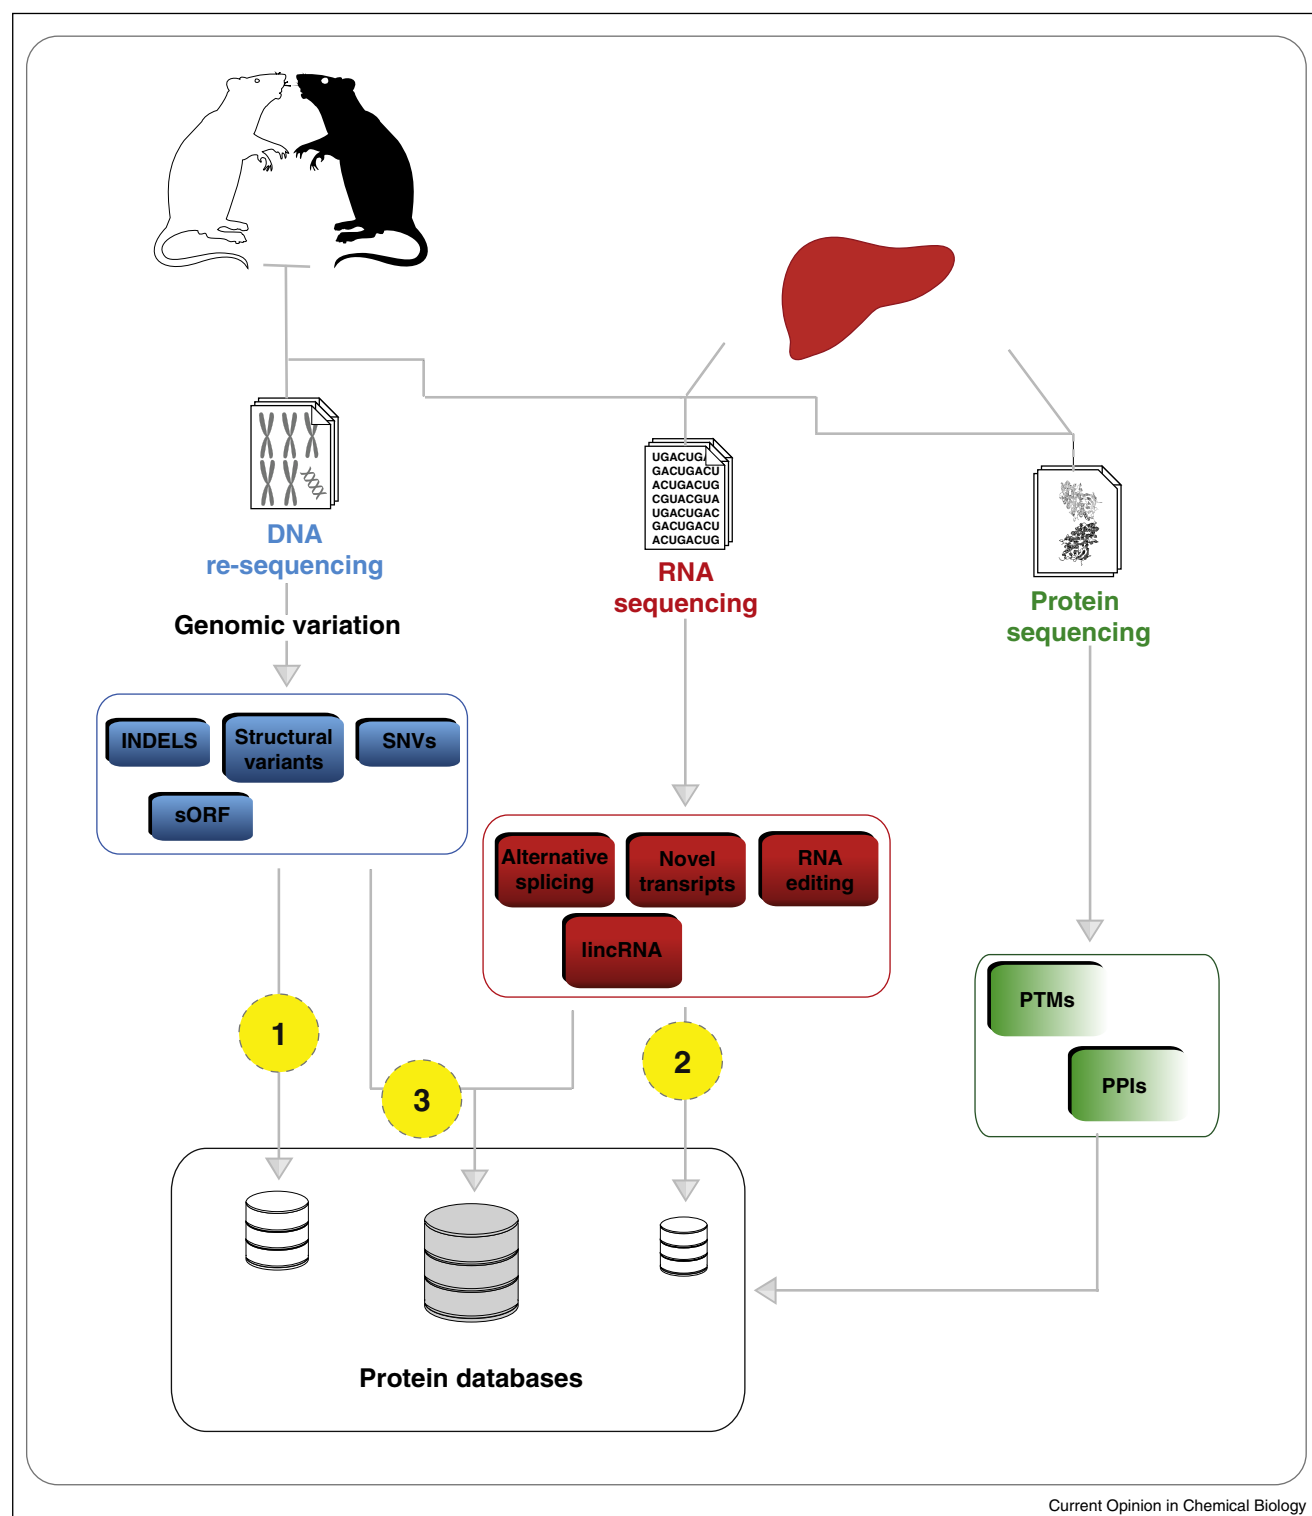 UGACUGA
GACUGACU
ACUGACUG
CGUACGUA
UGACUGAC
GACUGACU
ACUGACUG
DNA
re-sequencing
RNA
sequencing
Protein
sequencing
Genomic variation
INDELS
Structural
variants
SNVs
sORF
Alternative
splicing
Novel
transripts
RNA
editing
lincRNA
PTMs
PPIs
1
2
3
Protein databases
Current Opinion in Chemical Biology